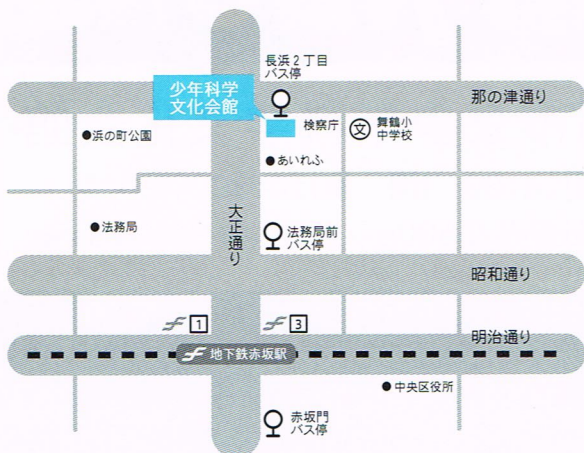 長浜2丁目
バス停
少年科学
文化会館
那の津通り
検察庁
文
舞鶴小
中学校
●浜の町公園
●あいれふ
大正通り
●法務局
法務局前
バス停
昭和通り
1
3
明治通り
地下鉄赤坂駅
●中央区役所
赤坂門
バス停